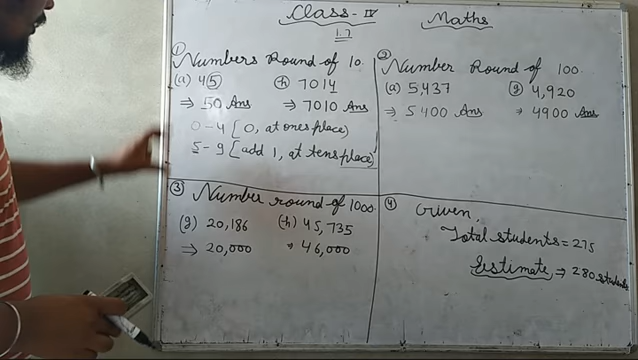 Class - IV Maths
1.7
① Numbers Round of 10.
(a) 45 (h) 7014
⇒ 50 Ans ⇒ 7010 Ans
0-4 [0, at ones place)
5-9 [add 1, at tens place)
② Number Round of 100.
(a) 5,437 (g) 4,920
⇒ 5400 Ans ⇒ 4900 Ans
③ Number round of 1000.
(g) 20,186 (h) 45,735
⇒ 20,000 ⇒ 46,000
④ Given,
Total students = 275
Estimate ⇒ 280 students